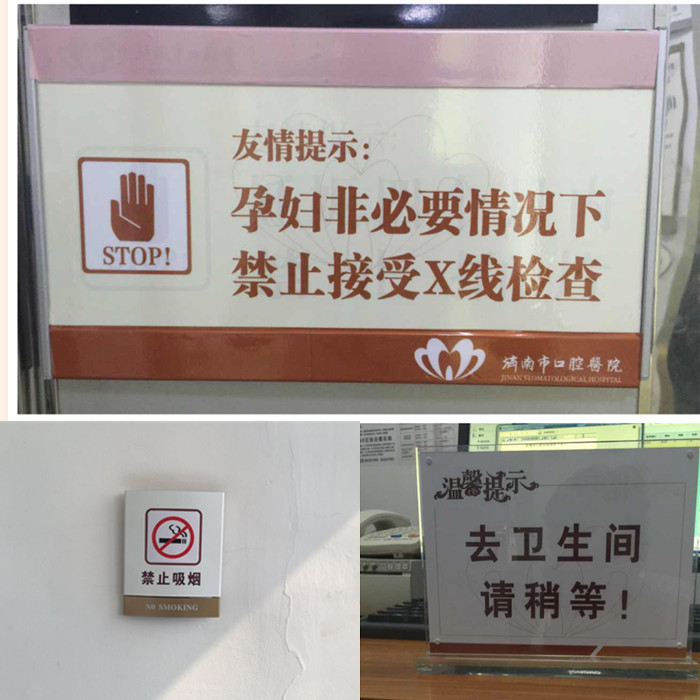 友情提示：
孕妇非必要情况下
禁止接受X线检查
STOP!
濟南市口腔醫院
JINAN STOMATOLOGICAL HOSPITAL
禁止吸烟
NO SMOKING
温馨提示
去卫生间
请稍等！